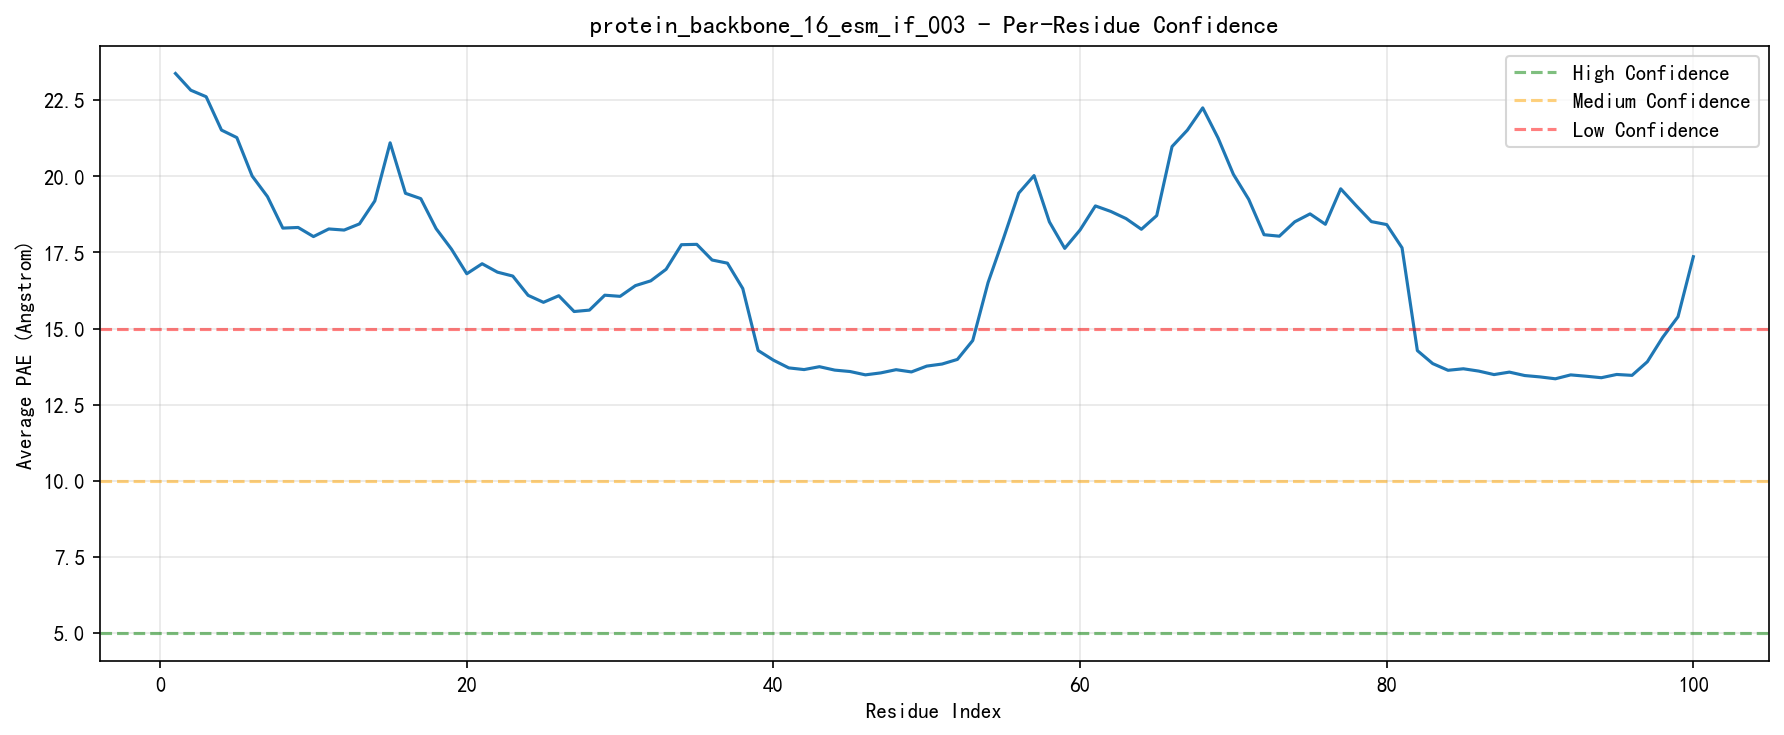 protein_backbone_16_esm_if_003 - Per-Residue Confidence
High Confidence
Medium Confidence
Low Confidence
Average PAE (Angstrom)
22.5
20.0
17.5
15.0
12.5
10.0
7.5
5.0
0 20 40 60 80 100
Residue Index